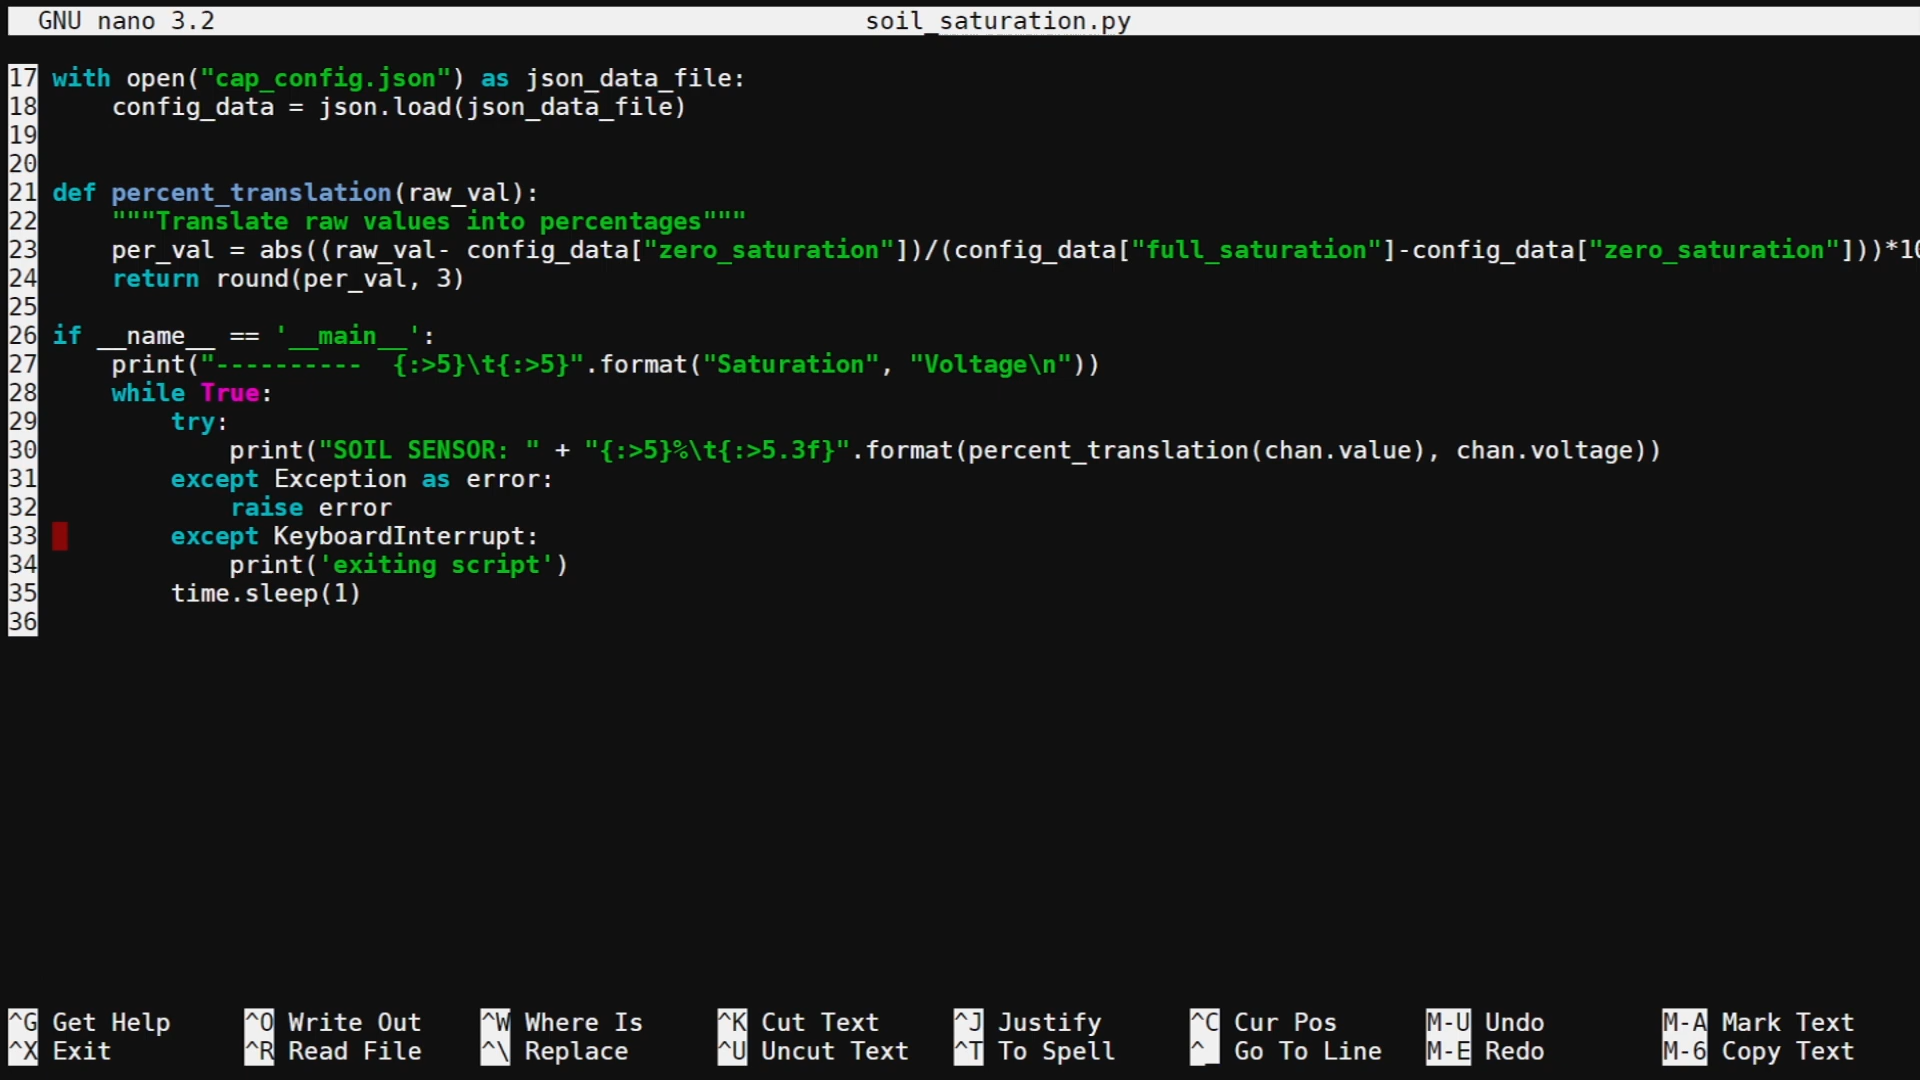 GNU nano 3.2 soil_saturation.py
17 with open("cap_config.json") as json_data_file:
18     config_data = json.load(json_data_file)
19
20
21 def percent_translation(raw_val):
22     """Translate raw values into percentages"""
23     per_val = abs((raw_val- config_data["zero_saturation"])/(config_data["full_saturation"]-config_data["zero_saturation"]))*10
24     return round(per_val, 3)
25
26 if __name__ == '__main__':
27     print("----------  {:>5}\t{:>5}".format("Saturation", "Voltage\n"))
28     while True:
29         try:
30             print("SOIL SENSOR: " + "{:>5}%\t{:>5.3f}".format(percent_translation(chan.value), chan.voltage))
31         except Exception as error:
32             raise error
33         except KeyboardInterrupt:
34             print('exiting script')
35         time.sleep(1)
36
^G Get Help ^O Write Out ^W Where Is ^K Cut Text ^J Justify ^C Cur Pos M-U Undo M-A Mark Text
^X Exit ^R Read File ^\ Replace ^U Uncut Text ^T To Spell ^_ Go To Line M-E Redo M-6 Copy Text